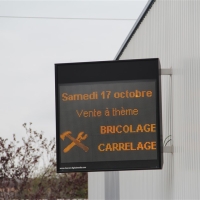 Samedi 17 octobre
Vente à thème
BRICOLAGE
CARRELAGE